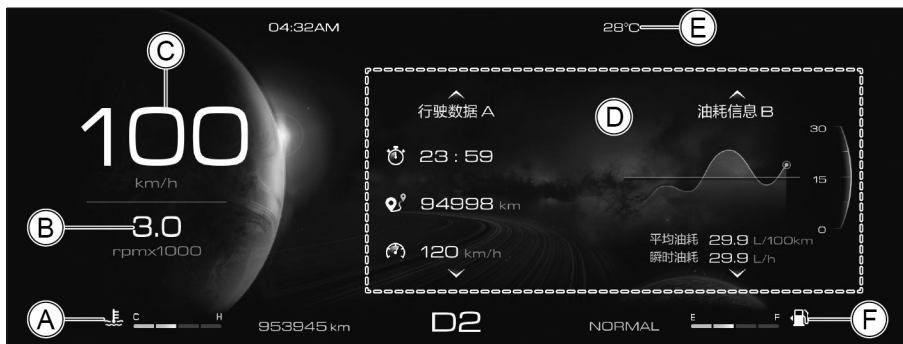 04:32AM
28°C
E
C
100
km/h
B
3.0
rpmx1000
D
行驶数据 A
23 : 59
94998 km
120 km/h
油耗信息 B
30
15
0
平均油耗 29.9 L/100km
瞬时油耗 29.9 L/h
A
C H
953945 km
D2
NORMAL
E F
F